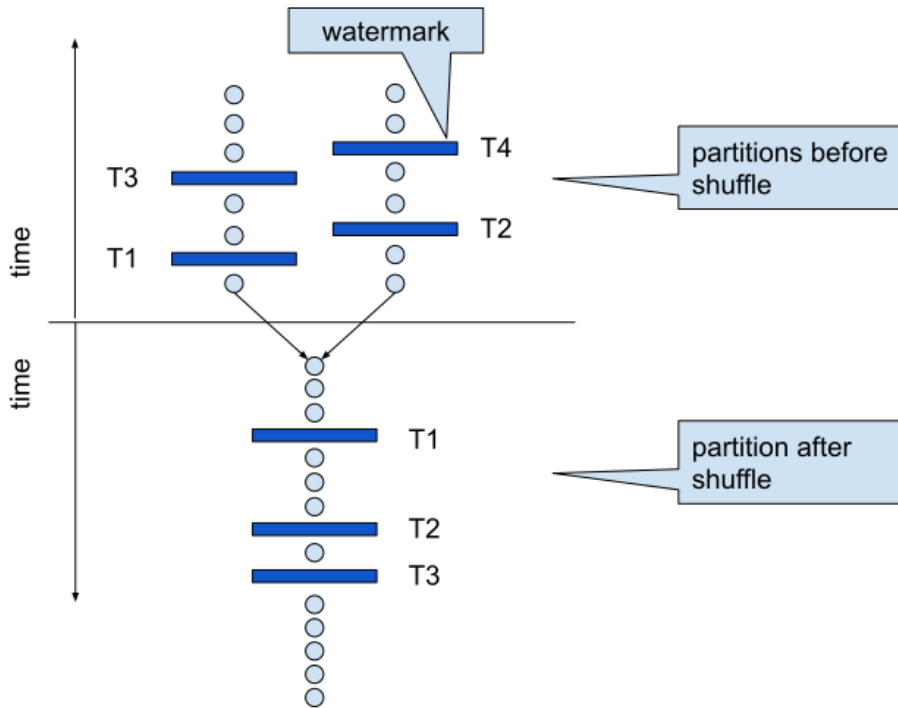 watermark
T4
partitions before
shuffle
T3
T2
T1
time
time
T1
partition after
shuffle
T2
T3